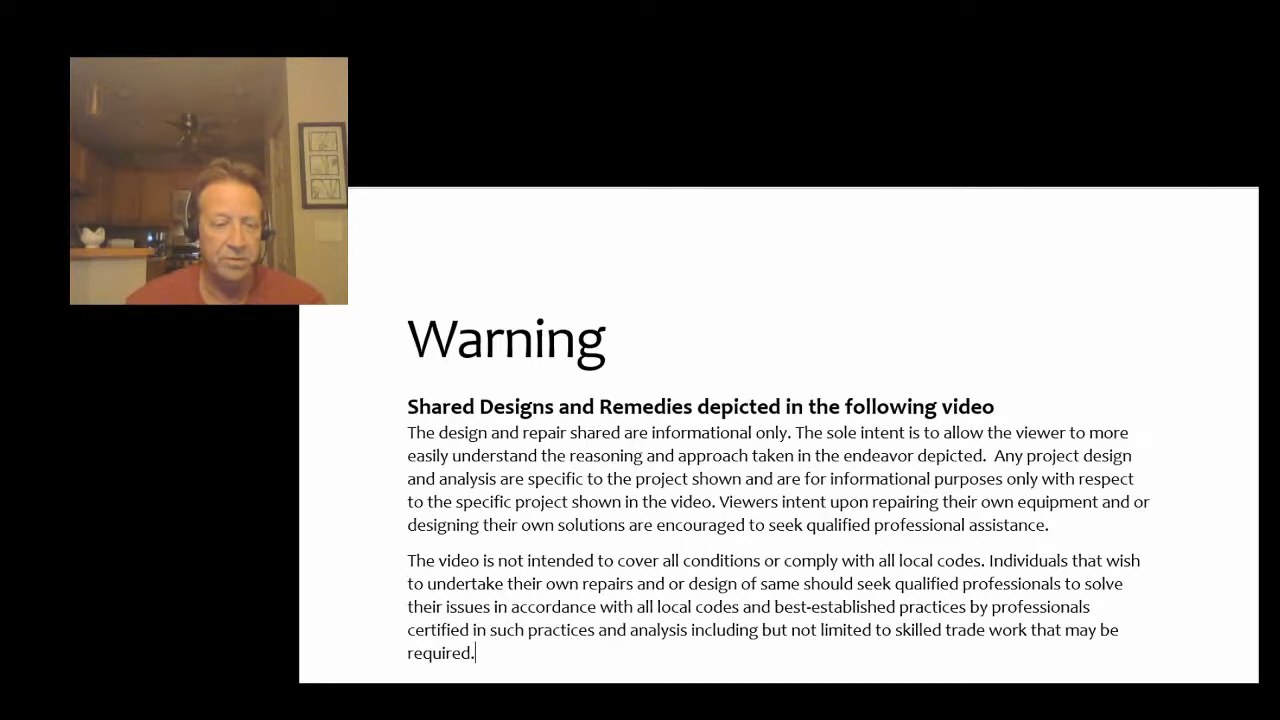 Warning
Shared Designs and Remedies depicted in the following video
The design and repair shared are informational only. The sole intent is to allow the viewer to more
easily understand the reasoning and approach taken in the endeavor depicted.  Any project design
and analysis are specific to the project shown and are for informational purposes only with respect
to the specific project shown in the video. Viewers intent upon repairing their own equipment and or
designing their own solutions are encouraged to seek qualified professional assistance.
The video is not intended to cover all conditions or comply with all local codes. Individuals that wish
to undertake their own repairs and or design of same should seek qualified professionals to solve
their issues in accordance with all local codes and best-established practices by professionals
certified in such practices and analysis including but not limited to skilled trade work that may be
required.